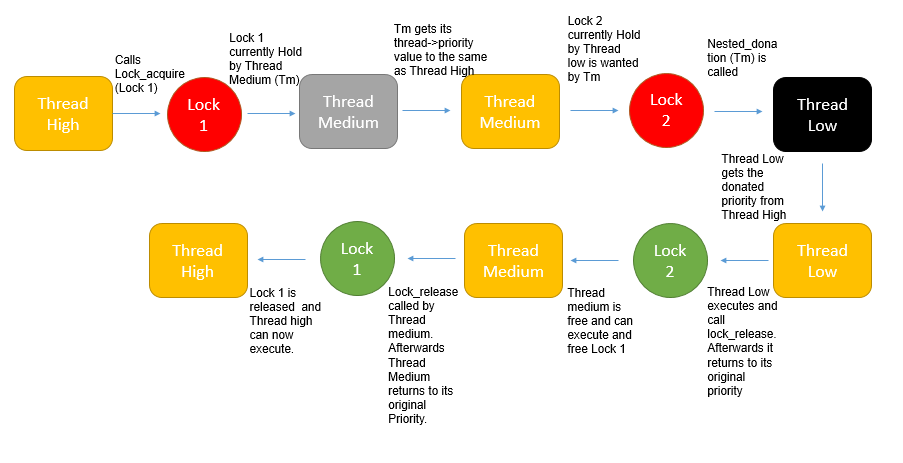 Thread
High
Calls
Lock_acquire
(Lock 1)
Lock
1
Lock 1
currently Hold
by Thread
Medium (Tm)
Thread
Medium
Tm gets its
thread->priority
value to the same
as Thread High
Thread
Medium
Lock 2
currently Hold
by Thread
low is wanted
by Tm
Lock
2
Nested_dona
tion (Tm) is
called
Thread
Low
Thread Low
gets the
donated
priority from
Thread High
Thread
Low
Thread Low
executes and
call
lock_release.
Afterwards it
returns to its
original
priority
Lock
2
Thread
medium is
free and can
execute and
free Lock 1
Thread
Medium
Lock_release
called by
Thread
medium.
Afterwards
Thread
Medium
returns to its
original
Priority.
Lock
1
Lock 1 is
released  and
Thread high
can now
execute.
Thread
High